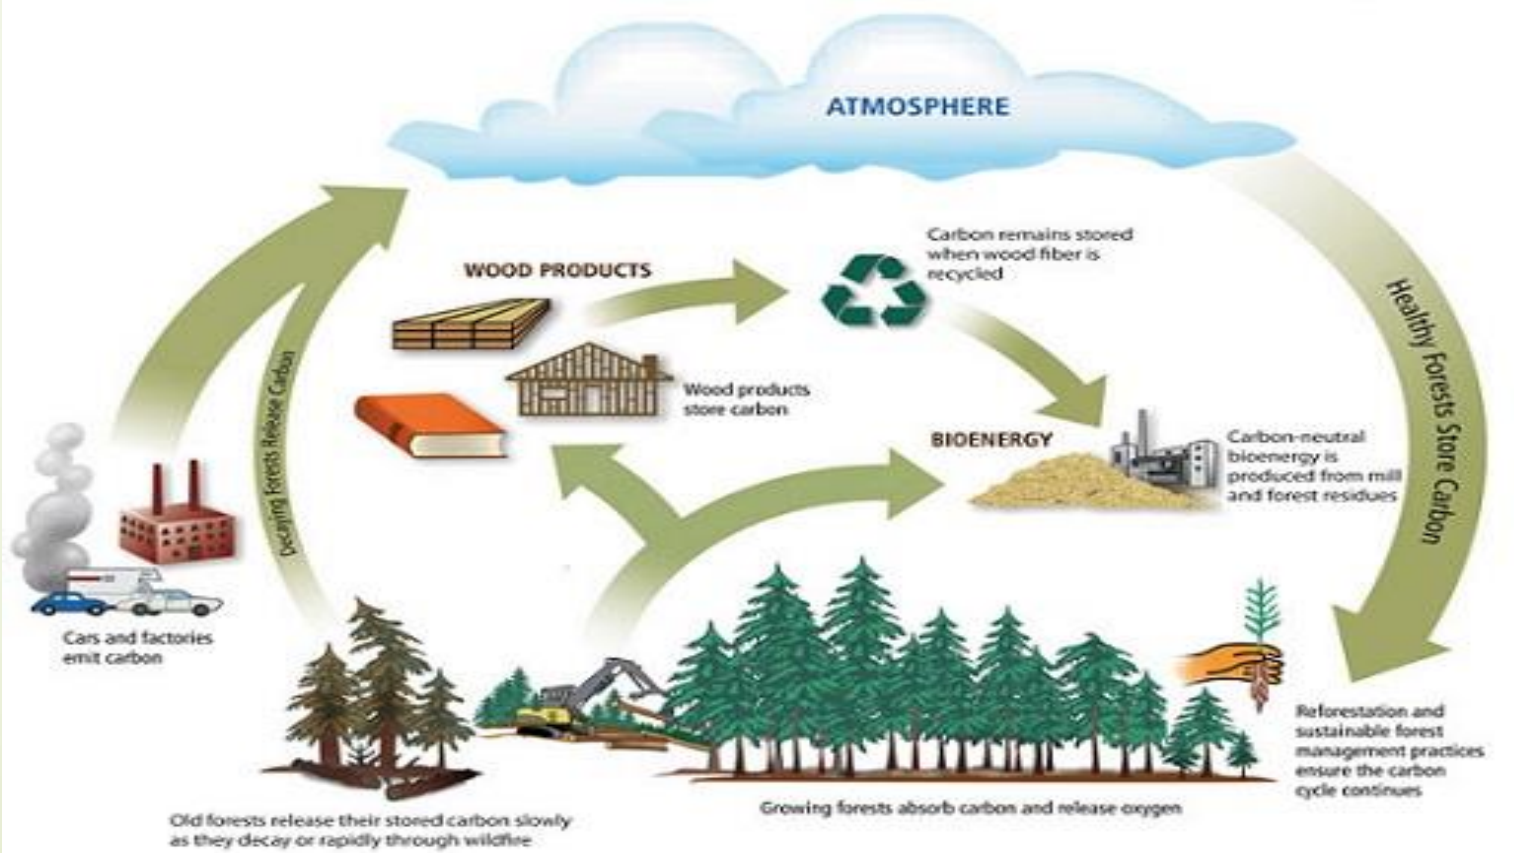 ATMOSPHERE
Carbon remains stored
when wood fiber is
recycled
WOOD PRODUCTS
Wood products
store carbon
BIOENERGY
Carbon-neutral
bioenergy is
produced from mill
and forest residues
Healthy Forests Store Carbon
Decaying Forests Release Carbon
Cars and factories
emit carbon
Reforestation and
sustainable forest
management practices
ensure the carbon
cycle continues
Growing forests absorb carbon and release oxygen
Old forests release their stored carbon slowly
as they decay or rapidly through wildfire